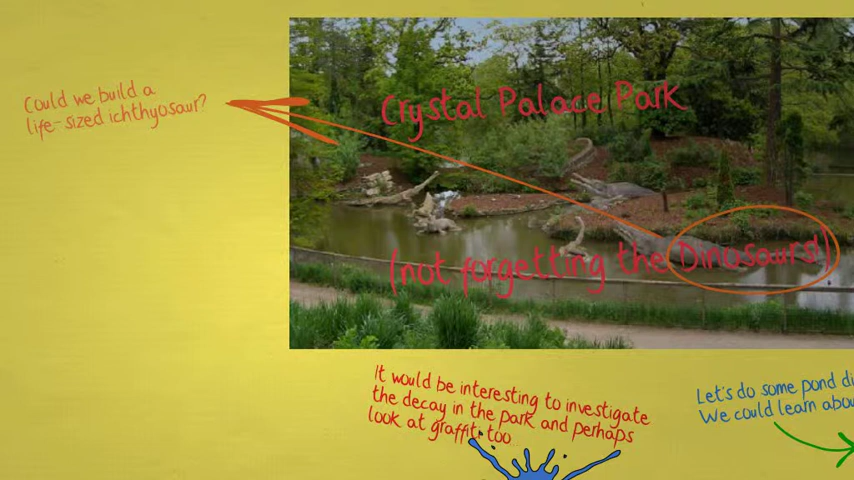 Could we build a
life-sized ichthyosaur?
Crystal Palace Park
(not forgetting the Dinosaurs!)
It would be interesting to investigate
the decay in the park and perhaps
look at graffiti too
Let's do some pond di
We could learn abou